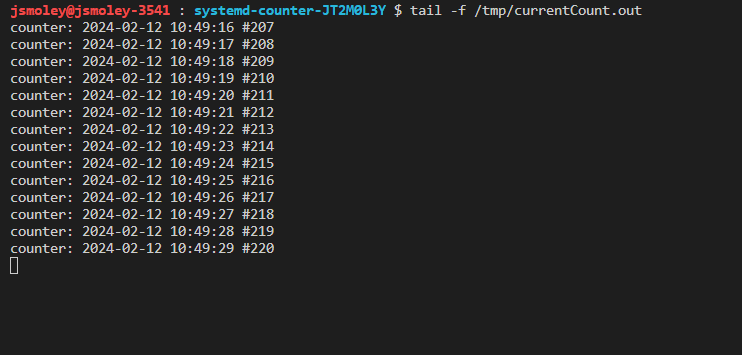 jsmoley@jsmoley-3541 : systemd-counter-JT2M0L3Y $ tail -f /tmp/currentCount.out
counter: 2024-02-12 10:49:16 #207
counter: 2024-02-12 10:49:17 #208
counter: 2024-02-12 10:49:18 #209
counter: 2024-02-12 10:49:19 #210
counter: 2024-02-12 10:49:20 #211
counter: 2024-02-12 10:49:21 #212
counter: 2024-02-12 10:49:22 #213
counter: 2024-02-12 10:49:23 #214
counter: 2024-02-12 10:49:24 #215
counter: 2024-02-12 10:49:25 #216
counter: 2024-02-12 10:49:26 #217
counter: 2024-02-12 10:49:27 #218
counter: 2024-02-12 10:49:28 #219
counter: 2024-02-12 10:49:29 #220